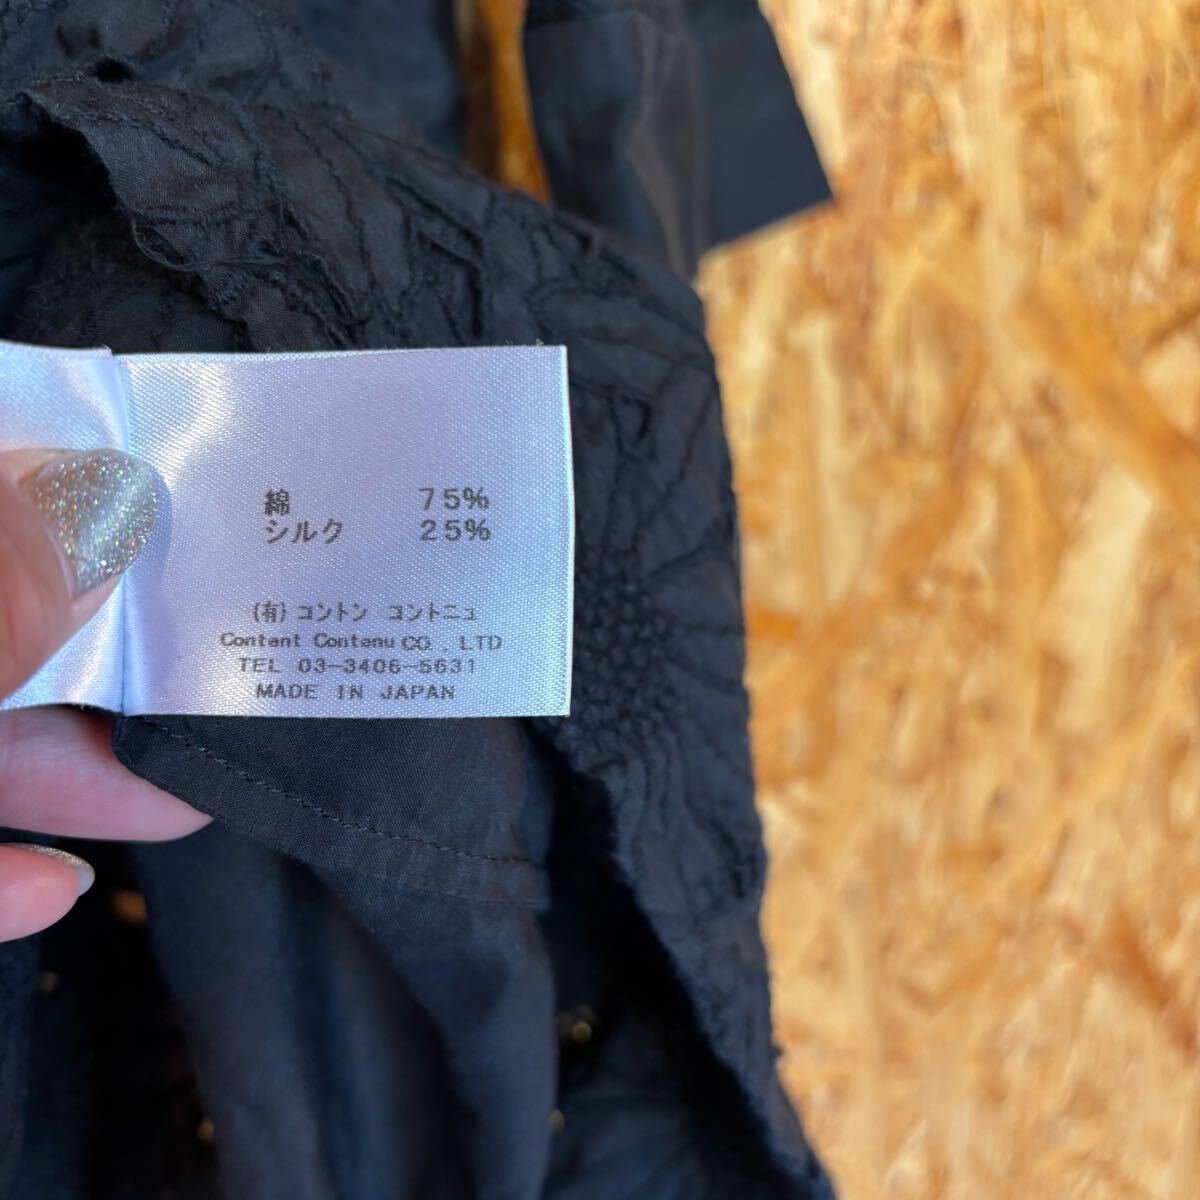 綿 75%
シルク 25%
(有) コントン コントニュ
Content Contenu CO., LTD
TEL 03-3406-5631
MADE IN JAPAN